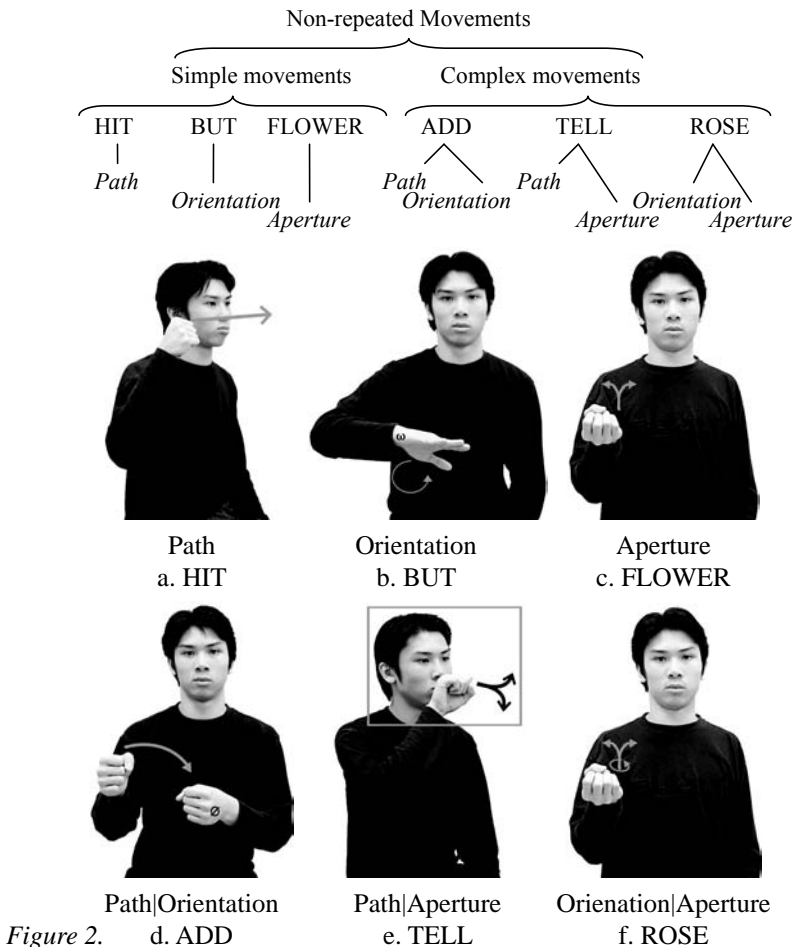 Non-repeated Movements
Simple movements Complex movements
HIT BUT FLOWER ADD TELL ROSE
Path Path Path
Orientation Orientation Orientation
Aperture Aperture Aperture
ω
Path Orientation Aperture
a. HIT b. BUT c. FLOWER
Ø
Path|Orientation Path|Aperture Orienation|Aperture
Figure 2. d. ADD e. TELL f. ROSE